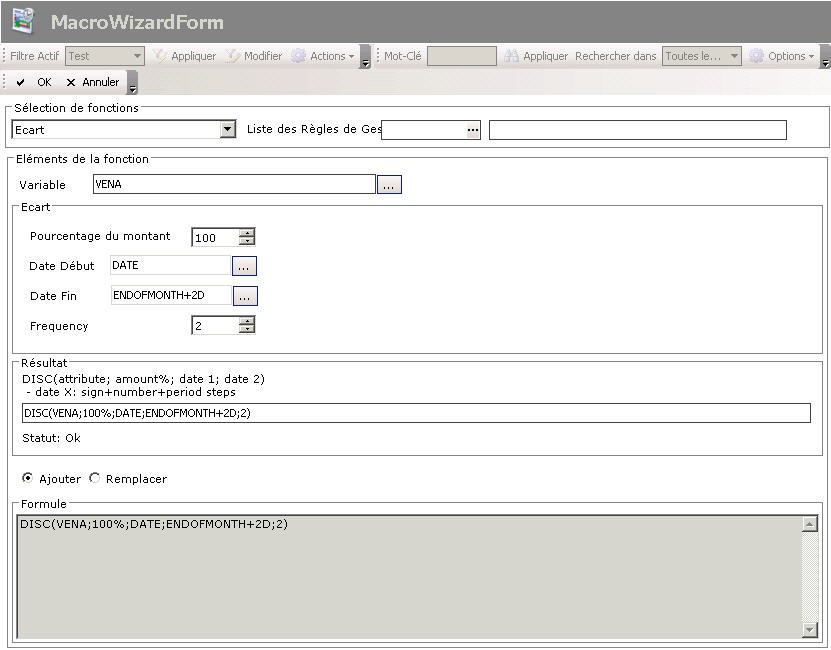 MacroWizardForm
Filtre Actif Test Appliquer Modifier Actions Mot-Clé Appliquer Rechercher dans Toutes le... Options
OK Annuler
Sélection de fonctions
Ecart Liste des Règles de Ges ...
Eléments de la fonction
Variable VENA ...
Ecart
Pourcentage du montant 100
Date Début DATE ...
Date Fin ENDOFMONTH+2D ...
Frequency 2
Résultat
DISC(attribute; amount%; date 1; date 2)
- date X: sign+number+period steps
DISC(VENA;100%;DATE;ENDOFMONTH+2D;2)
Statut: Ok
Ajouter Remplacer
Formule
DISC(VENA;100%;DATE;ENDOFMONTH+2D;2)